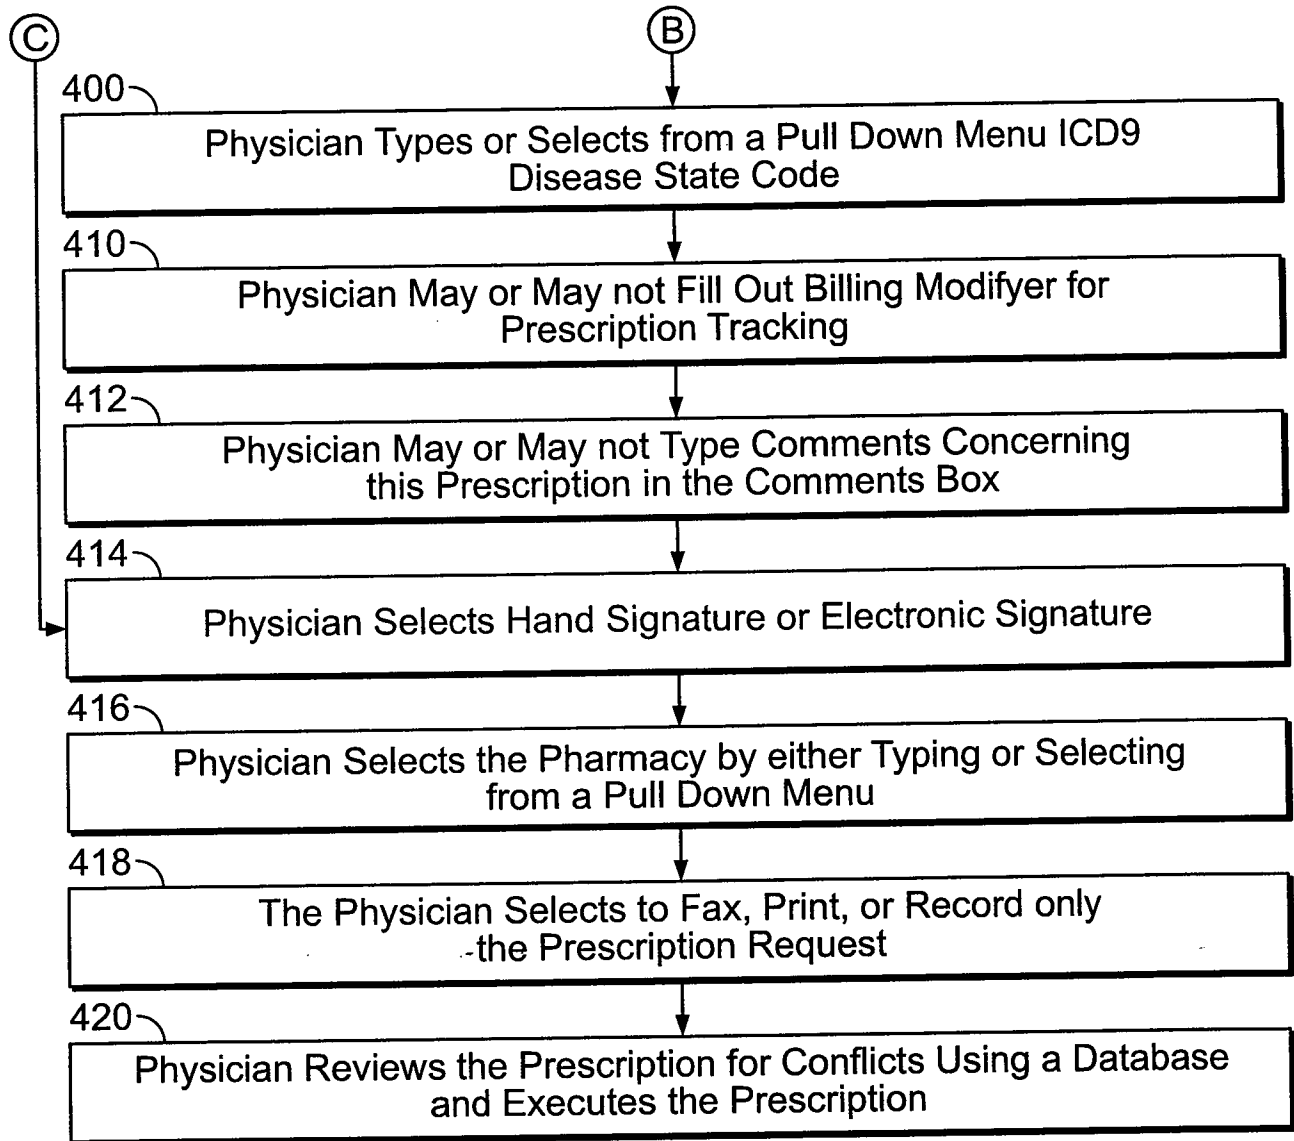 C
B
400
Physician Types or Selects from a Pull Down Menu ICD9
Disease State Code
410
Physician May or May not Fill Out Billing Modifyer for
Prescription Tracking
412
Physician May or May not Type Comments Concerning
this Prescription in the Comments Box
414
Physician Selects Hand Signature or Electronic Signature
416
Physician Selects the Pharmacy by either Typing or Selecting
from a Pull Down Menu
418
The Physician Selects to Fax, Print, or Record only
the Prescription Request
420
Physician Reviews the Prescription for Conflicts Using a Database
and Executes the Prescription